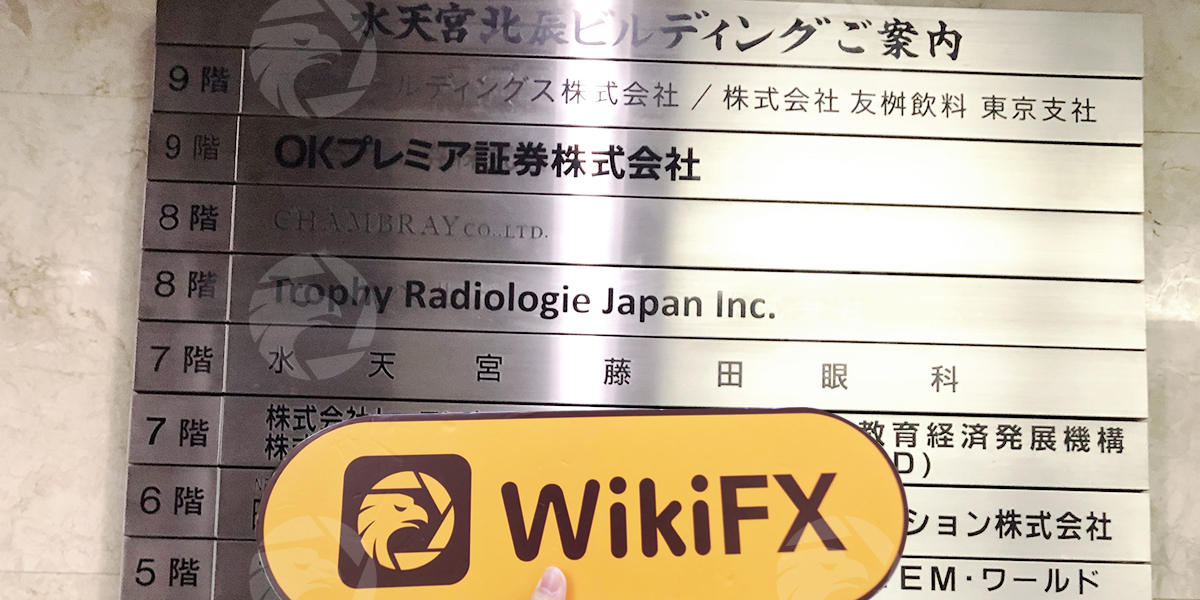 水天宮北辰ビルディングご案内
9階 ルディングス株式会社 / 株式会社 友桝飲料 東京支社
9階 OKプレミア証券株式会社
8階 CHAMBRAY CO.,LTD.
8階 Trophy Radiologie Japan Inc.
7階 水天宮藤田眼科
7階 株式会社
教育経済発展機構
D)
6階
ション株式会社
5階
EM・ワールド
WikiFX